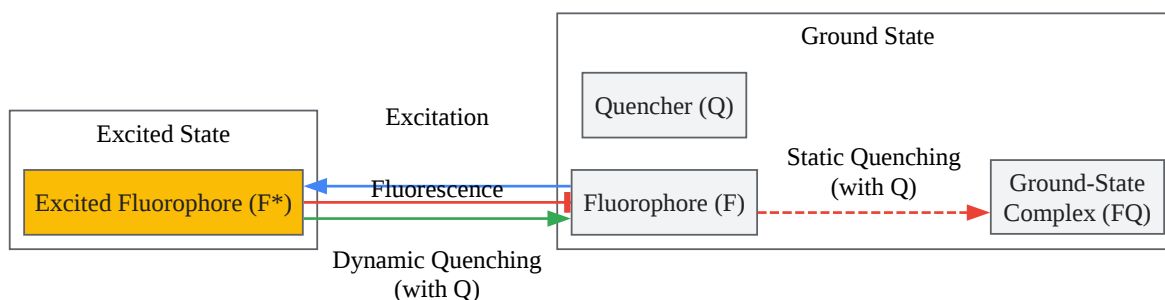 Ground State
Quencher (Q)
Excitation
Excited State
Static Quenching
(with Q)
Excited Fluorophore (F*)
Fluorescence
Fluorophore (F)
Ground-State
Complex (FQ)
Dynamic Quenching
(with Q)